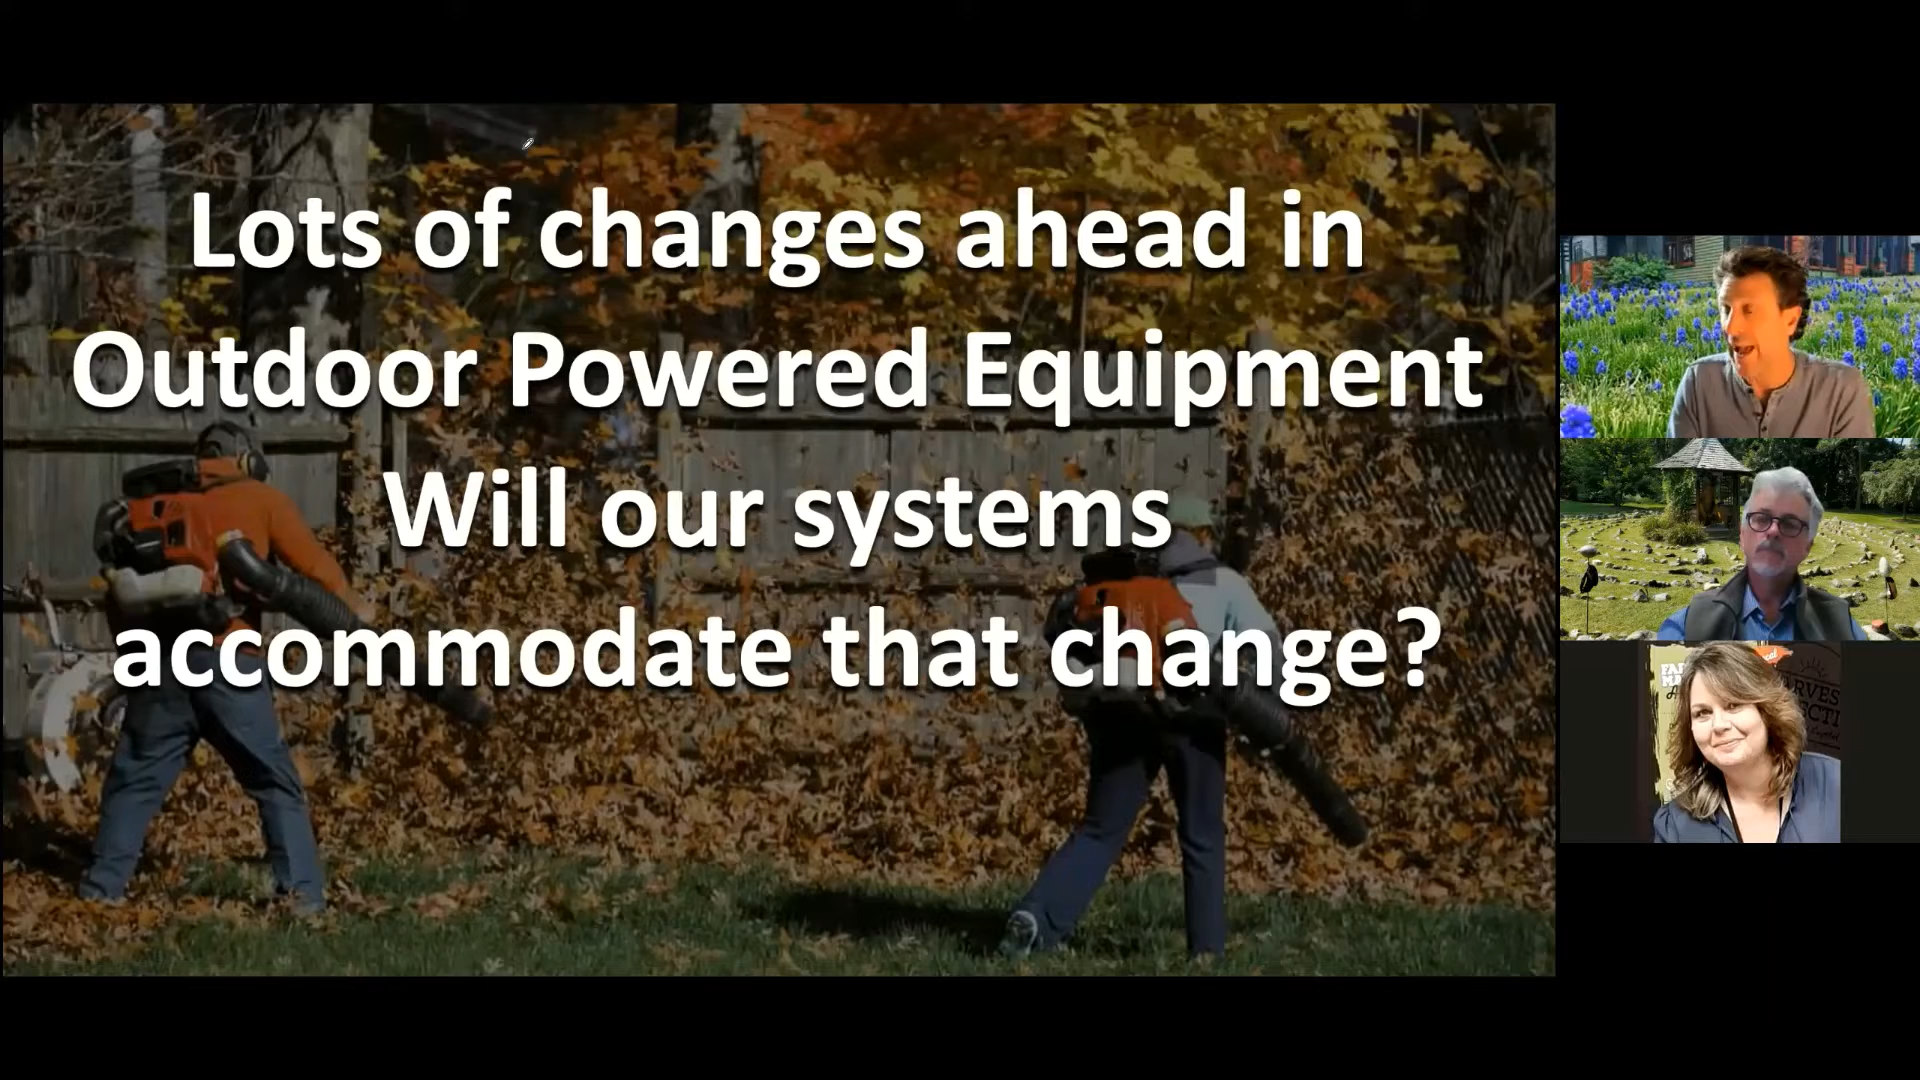 Lots of changes ahead in
Outdoor Powered Equipment
Will our systems
accommodate that change?